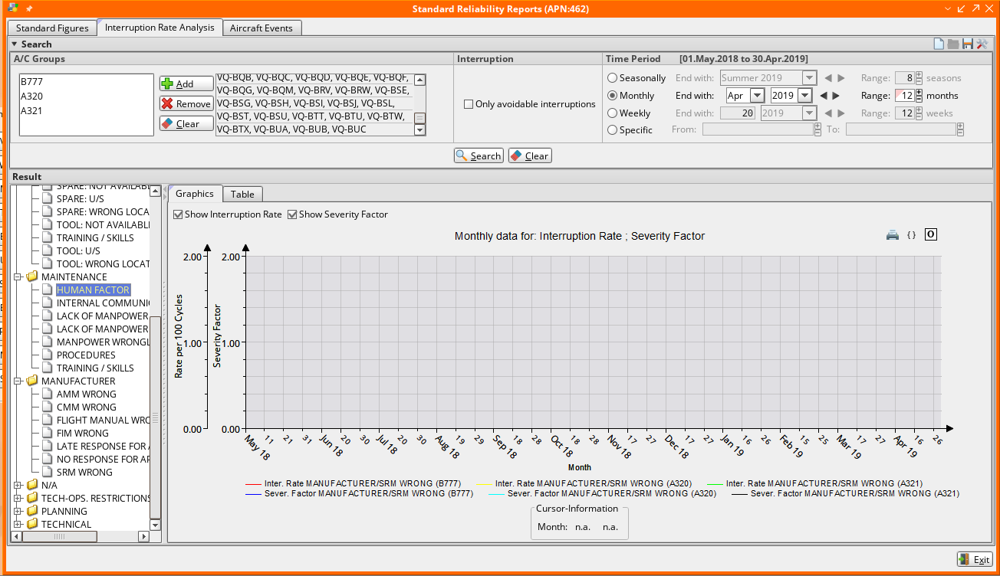 Standard Reliability Reports (APN:462)
Standard Figures Interruption Rate Analysis Aircraft Events
Search
A/C Groups Interruption Time Period [01.May.2018 to 30.Apr.2019]
B777
A320
A321
Add
Remove
Clear
VQ-BQB, VQ-BQC, VQ-BQD, VQ-BQE, VQ-BQF,
VQ-BQG, VQ-BQM, VQ-BRV, VQ-BRW, VQ-BSE,
VQ-BSG, VQ-BSH, VQ-BSI, VQ-BSJ, VQ-BSL,
VQ-BST, VQ-BSU, VQ-BTT, VQ-BTU, VQ-BTW,
VQ-BTX, VQ-BUA, VQ-BUB, VQ-BUC
Only avoidable interruptions
Seasonally End with: Summer 2019 Range: 8 seasons
Monthly End with: Apr 2019 Range: 12 months
Weekly End with: 20 2019 Range: 12 weeks
Specific From: To:
Search Clear
Result
SPARE: NOT AVAILABL
SPARE: U/S
SPARE: WRONG LOCA
TOOL: NOT AVAILABL
TRAINING / SKILLS
TOOL: U/S
TOOL: WRONG LOCAT
MAINTENANCE
HUMAN FACTOR
INTERNAL COMMUNI
LACK OF MANPOWER
LACK OF MANPOWER
MANPOWER WRONGL
PROCEDURES
TRAINING / SKILLS
MANUFACTURER
AMM WRONG
CMM WRONG
FLIGHT MANUAL WRO
FIM WRONG
LATE RESPONSE FOR A
NO RESPONSE FOR AF
SRM WRONG
N/A
TECH-OPS. RESTRICTIONS
PLANNING
TECHNICAL
Graphics Table
Show Interruption Rate Show Severity Factor
Monthly data for: Interruption Rate ; Severity Factor
{ } O
2.00 2.00
1.00 1.00
0.00 0.00
Rate per 100 Cycles
Severity Factor
May 18 11 21 31 Jun 18 20 30 Jul 18 20 30 Aug 18 19 29 Sep 18 18 28 Oct 18 18 28 Nov 18 17 27 Dec 18 17 27 Jan 19 16 26 Feb 19 15 25 Mar 19 17 27 Apr 19 16 26
Month
Inter. Rate MANUFACTURER/SRM WRONG (B777) Inter. Rate MANUFACTURER/SRM WRONG (A320) Inter. Rate MANUFACTURER/SRM WRONG (A321)
Sever. Factor MANUFACTURER/SRM WRONG (B777) Sever. Factor MANUFACTURER/SRM WRONG (A320) Sever. Factor MANUFACTURER/SRM WRONG (A321)
Cursor-Information
Month: n.a. n.a.
Exit